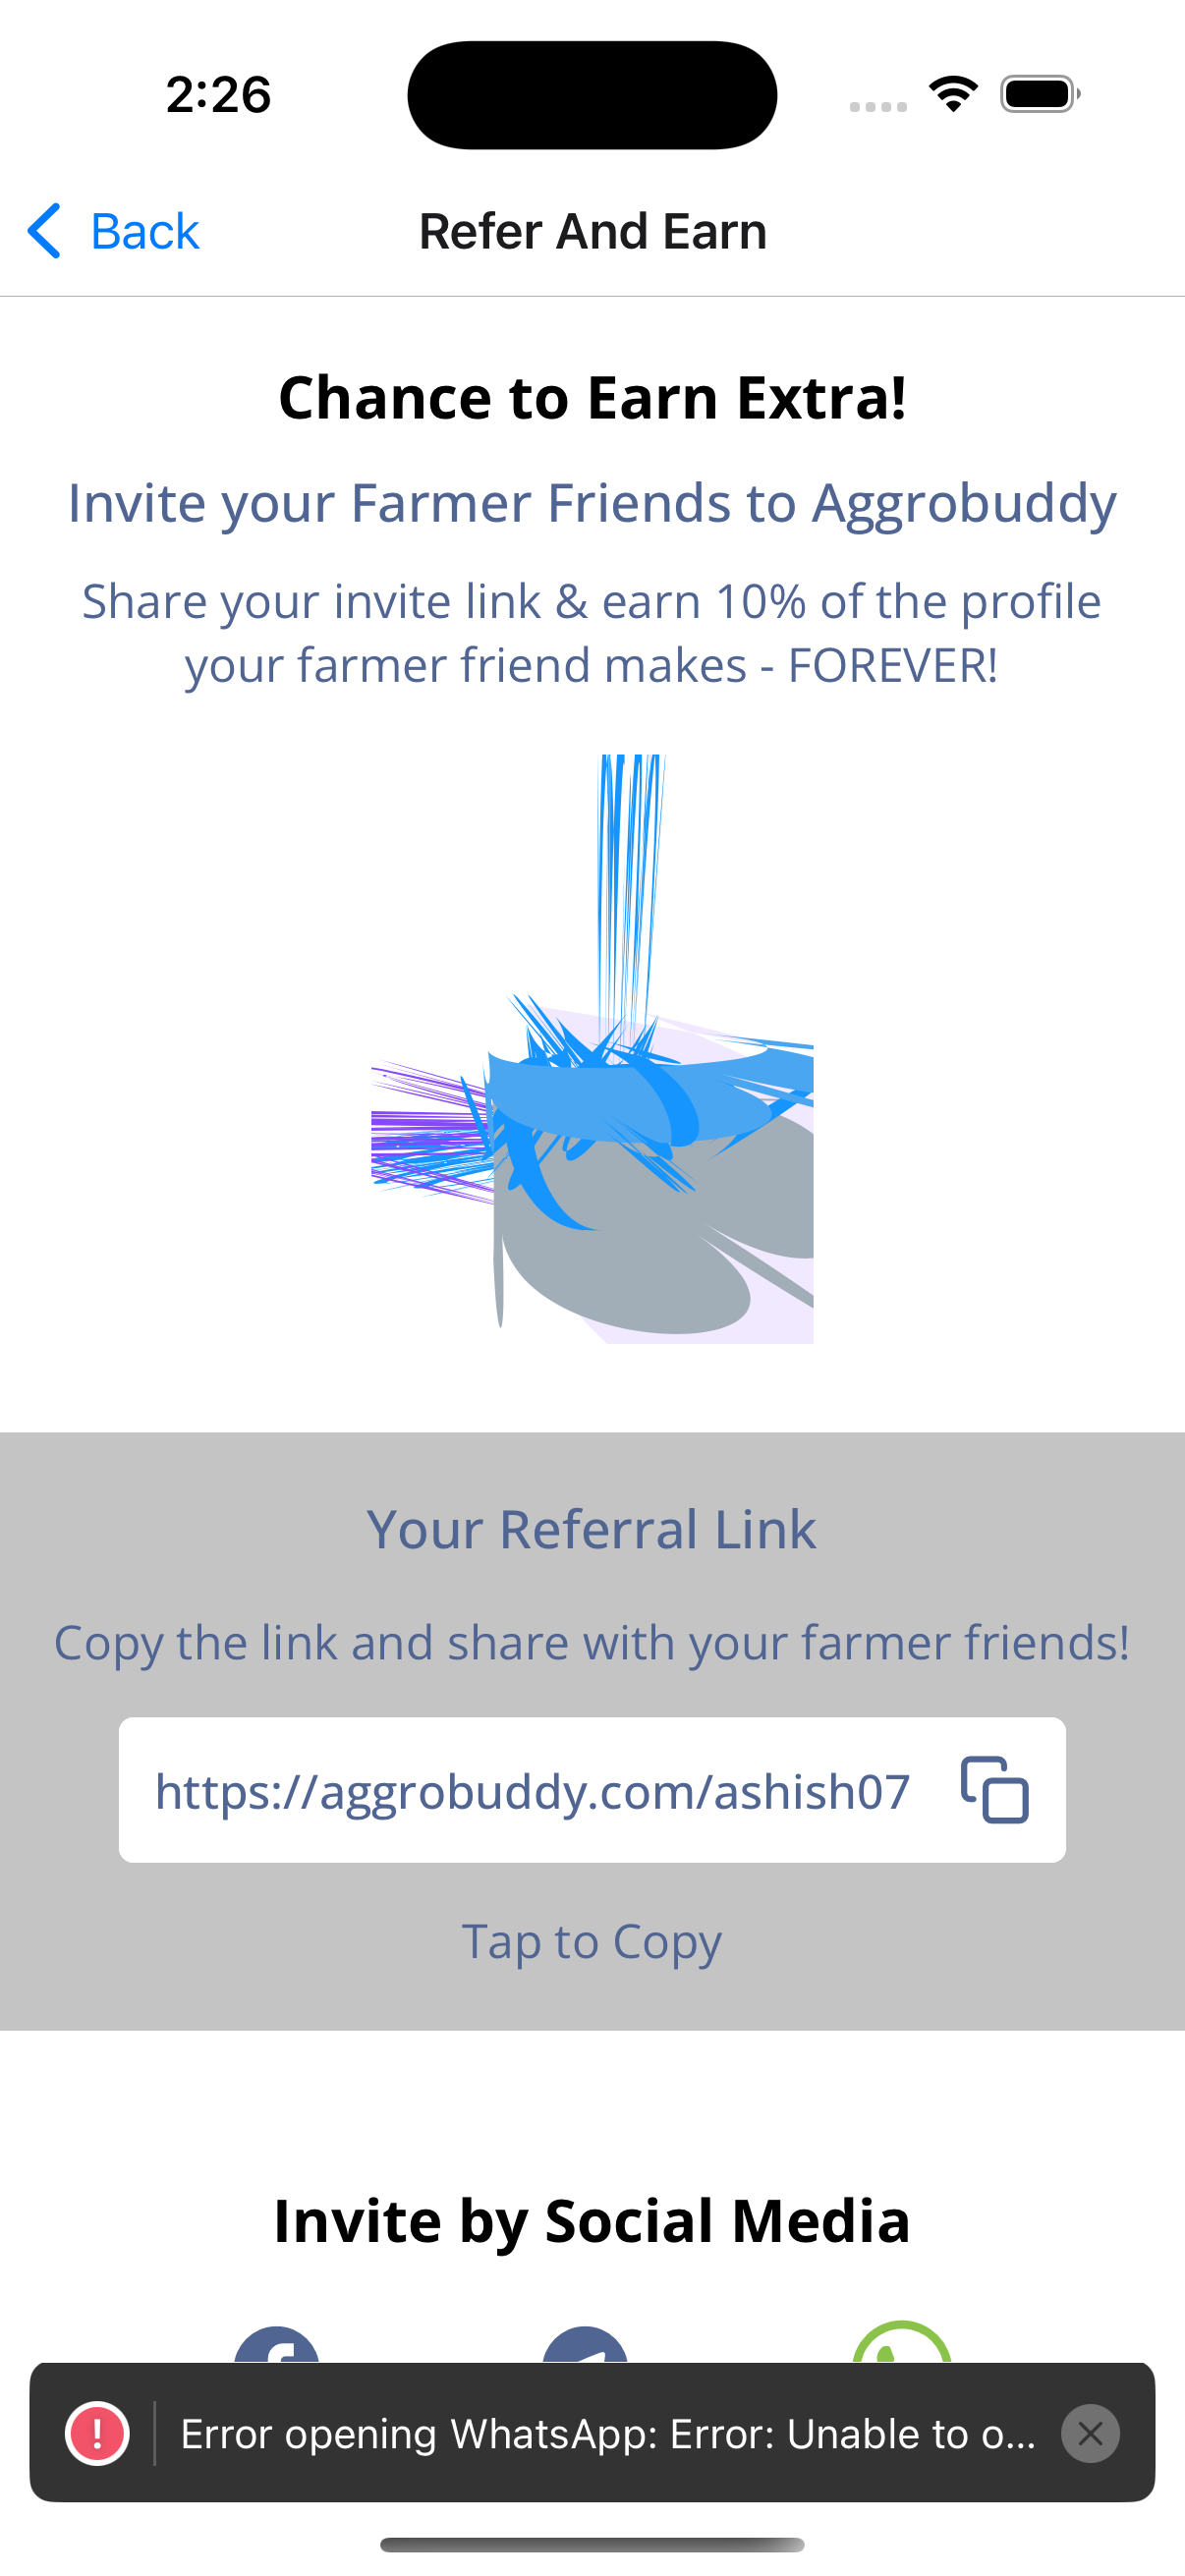 2:26
Back
Refer And Earn
Chance to Earn Extra!
Invite your Farmer Friends to Aggrobuddy
Share your invite link & earn 10% of the profile
your farmer friend makes - FOREVER!
Your Referral Link
Copy the link and share with your farmer friends!
https://aggrobuddy.com/ashish07
Tap to Copy
Invite by Social Media
! Error opening WhatsApp: Error: Unable to o...